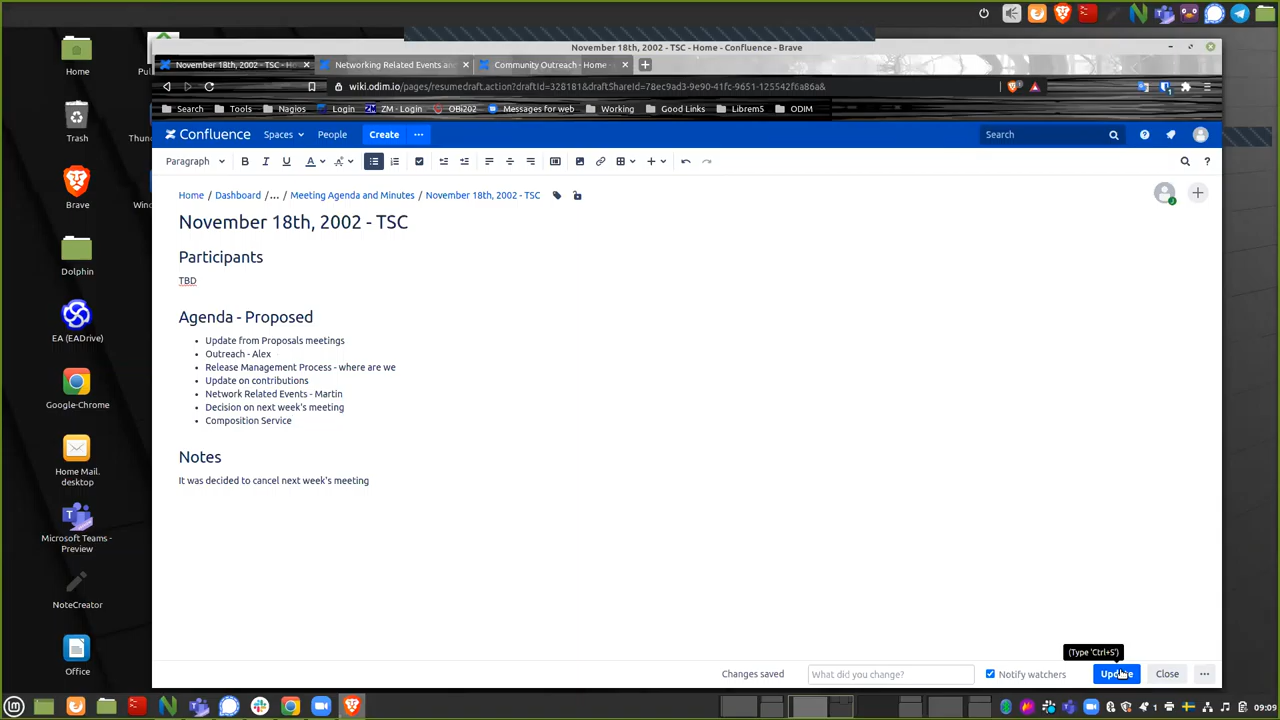 November 18th, 2002 - TSC - Home - Confluence - Brave
November 18th, 2002 - TSC - H
Networking Related Events an
Community Outreach - Home
wiki.odim.io/pages/resumedraft.action?draftId=328181&draftShareId=78ec9ad3-9e90-41fc-9651-125542f6a86a&
Search
Tools
Nagios
Login
ZM - Login
OBi202
Messages for web
Others
Working
Good Links
Librem5
ODIM
Confluence
Spaces
People
Create
Search
Paragraph
B
I
U
A
Home / Dashboard /... / Meeting Agenda and Minutes / November 18th, 2002 - TSC
November 18th, 2002 - TSC
Participants
TBD
Agenda - Proposed
• Update from Proposals meetings
• Outreach - Alex
• Release Management Process - where are we
• Update on contributions
• Network Related Events - Martin
• Decision on next week's meeting
• Composition Service
Notes
It was decided to cancel next week's meeting
(Type 'Ctrl+S')
Changes saved
What did you change?
Notify watchers
Update
Close
Home
Trash
Brave
Dolphin
EA (EADrive)
Google-Chrome
Home Mail.
desktop
Microsoft Teams -
Preview
NoteCreator
Office
Pul
Thun
Wind
09:09